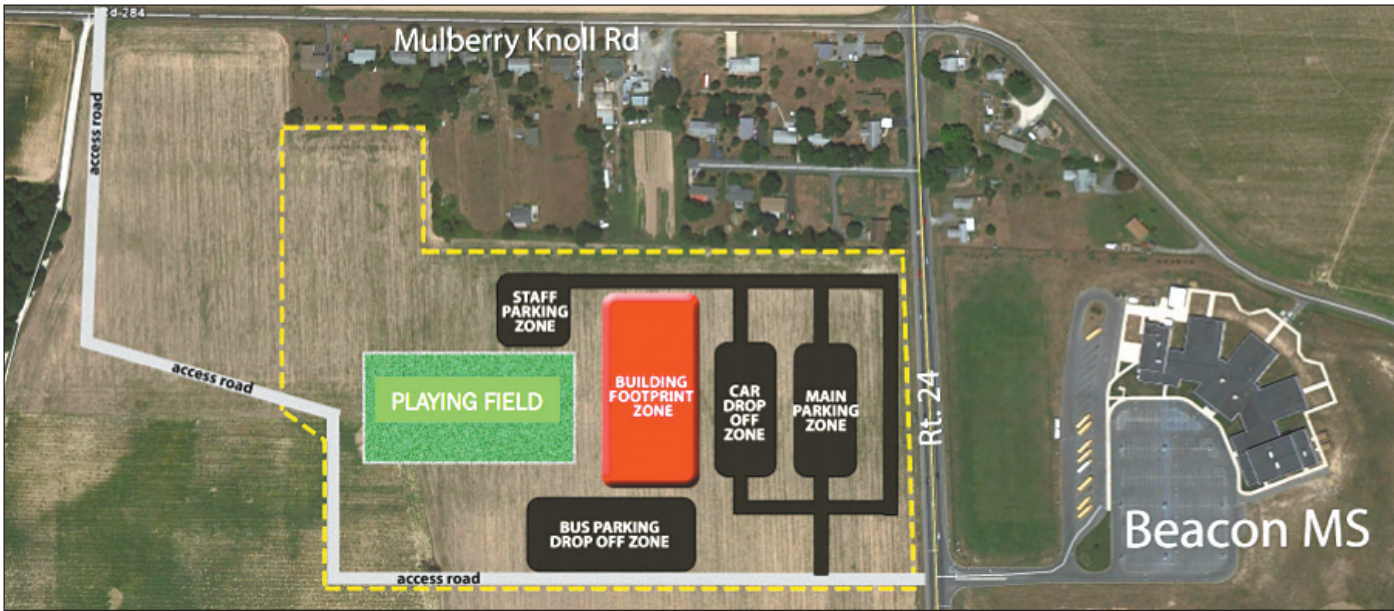 Rd-284
Mulberry Knoll Rd
access road
STAFF
PARKING
ZONE
access road
PLAYING FIELD
BUILDING
FOOTPRINT
ZONE
CAR
DROP
OFF
ZONE
MAIN
PARKING
ZONE
Rt. 24
BUS PARKING
DROP OFF ZONE
Beacon MS
access road